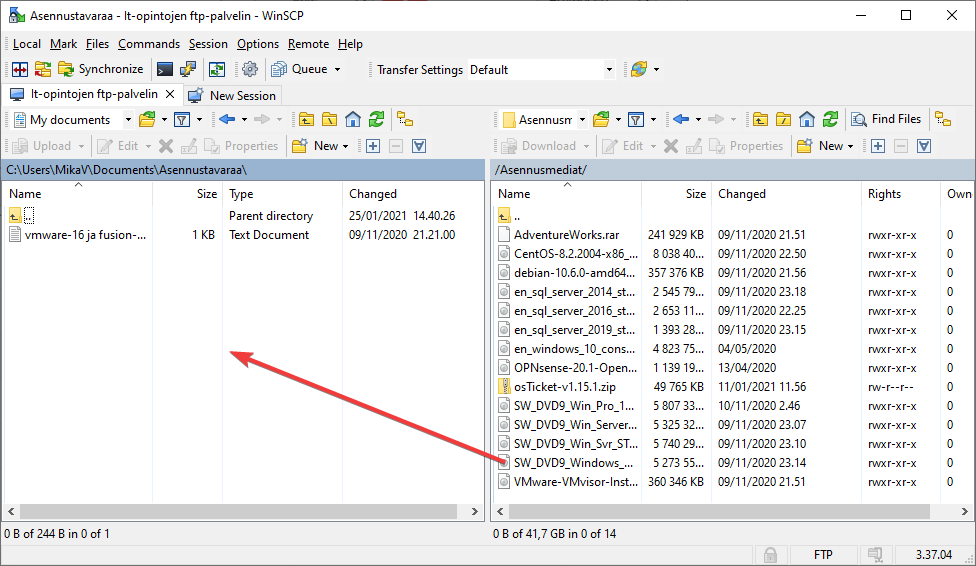 Asennustavaraa - It-opintojen ftp-palvelin - WinSCP
Local Mark Files Commands Session Options Remote Help
Synchronize Queue Transfer Settings Default
It-opintojen ftp-palvelin New Session
My documents Asennusm Find Files
Upload Edit Properties New Download Edit Properties New
C:\Users\MikaV\Documents\Asennustavaraa\ /Asennusmediat/
Name Size Type Changed Name Size Changed Rights Own
.. Parent directory 25/01/2021 14.40.26 ..
vmware-16 ja fusion-... 1 KB Text Document 09/11/2020 21.21.00 AdventureWorks.rar 241 929 KB 09/11/2020 21.51 rwxr-xr-x 0
CentOS-8.2.2004-x86_... 8 038 40... 09/11/2020 22.50 rwxr-xr-x 0
debian-10.6.0-amd64... 357 376 KB 09/11/2020 21.56 rwxr-xr-x 0
en_sql_server_2014_st... 2 545 79... 09/11/2020 23.18 rwxr-xr-x 0
en_sql_server_2016_st... 2 653 11... 09/11/2020 22.25 rwxr-xr-x 0
en_sql_server_2019_st... 1 393 28... 09/11/2020 23.15 rwxr-xr-x 0
en_windows_10_cons... 4 823 75... 04/05/2020 rwxr-xr-x 0
OPNsense-20.1-Open... 1 139 19... 13/04/2020 rwxr-xr-x 0
osTicket-v1.15.1.zip 49 765 KB 11/01/2021 11.56 rw-r--r-- 0
SW_DVD9_Win_Pro_1... 5 807 33... 10/11/2020 2.46 rwxr-xr-x 0
SW_DVD9_Win_Server... 5 325 32... 09/11/2020 23.07 rwxr-xr-x 0
SW_DVD9_Win_Svr_ST... 5 740 29... 09/11/2020 23.10 rwxr-xr-x 0
SW_DVD9_Windows_... 5 273 55... 09/11/2020 23.14 rwxr-xr-x 0
VMware-VMvisor-Inst... 360 346 KB 09/11/2020 21.51 rwxr-xr-x 0
0 B of 244 B in 0 of 1 0 B of 41,7 GB in 0 of 14
FTP 3.37.04